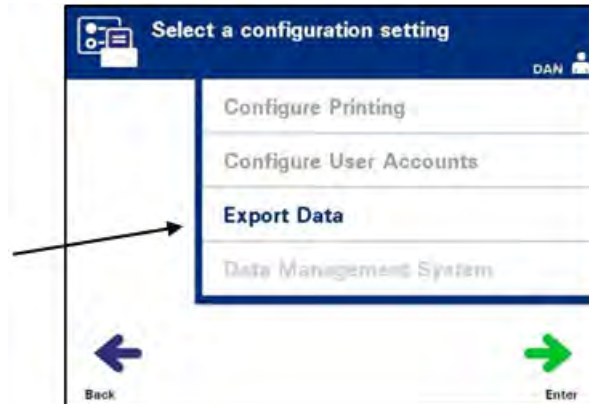 Select a configuration setting
DAN
Configure Printing
Configure User Accounts
Export Data
Data Management System
Back
Enter